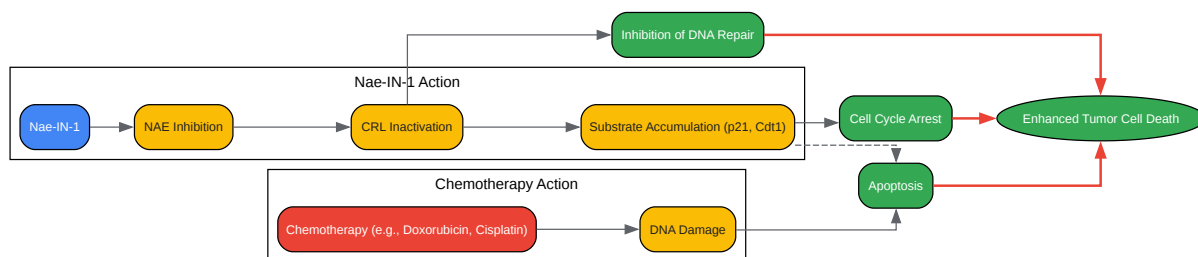 Inhibition of DNA Repair
Nae-IN-1 Action
Nae-IN-1
NAE Inhibition
CRL Inactivation
Substrate Accumulation (p21, Cdt1)
Cell Cycle Arrest
Enhanced Tumor Cell Death
Chemotherapy Action
Apoptosis
Chemotherapy (e.g., Doxorubicin, Cisplatin)
DNA Damage